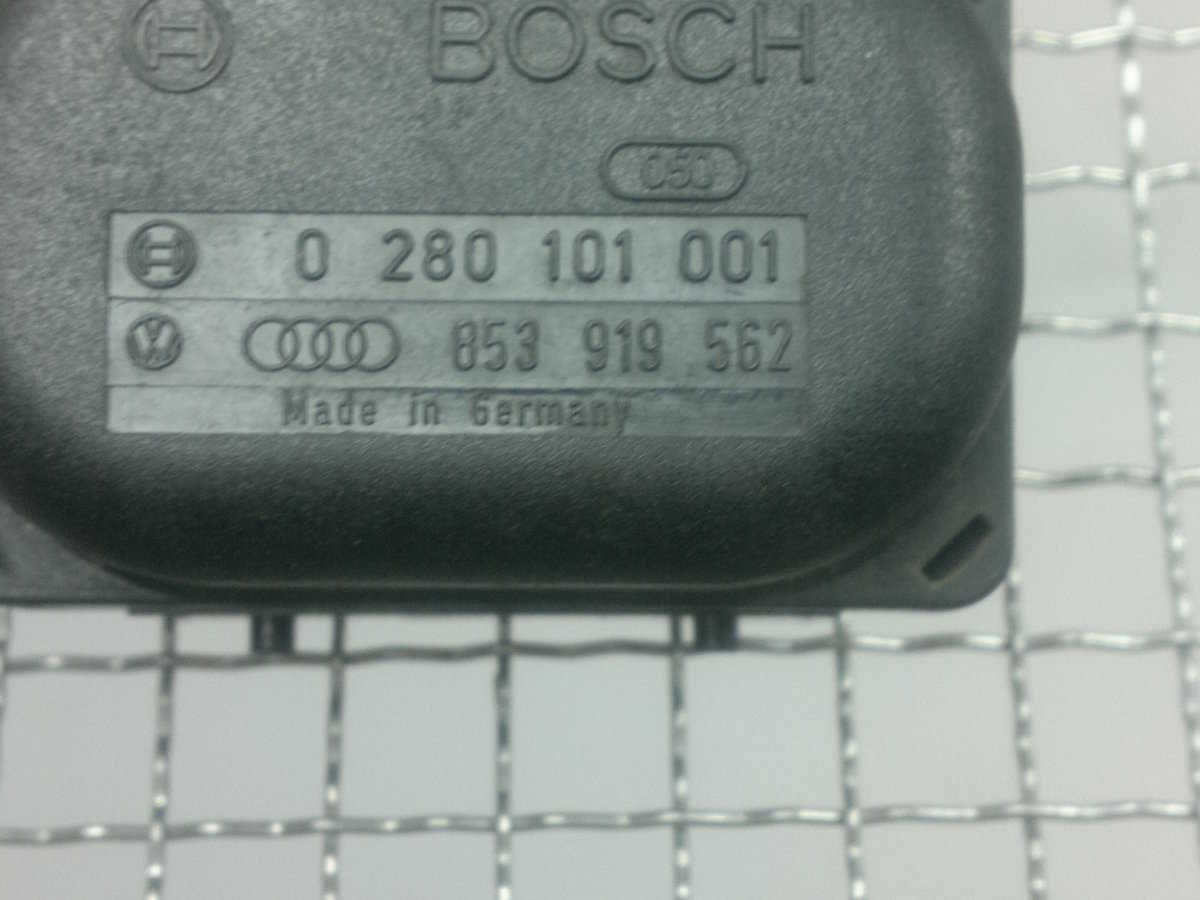 BOSCH
050
0 280 101 001
853 919 562
Made in Germany